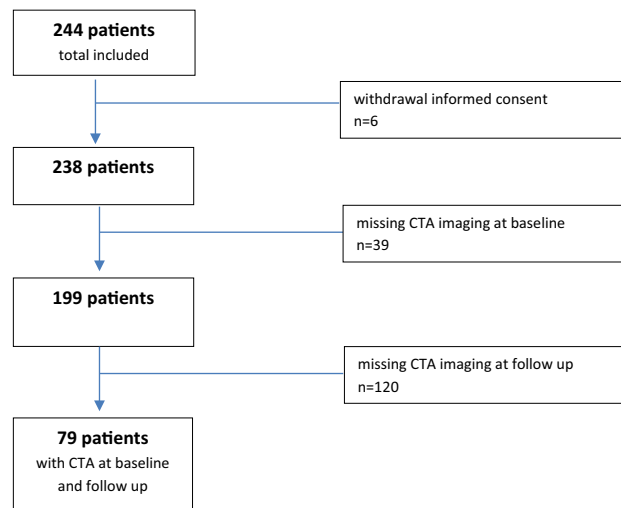 244 patients
total included
withdrawal informed consent
n=6
238 patients
missing CTA imaging at baseline
n=39
199 patients
missing CTA imaging at follow up
n=120
79 patients
with CTA at baseline
and follow up